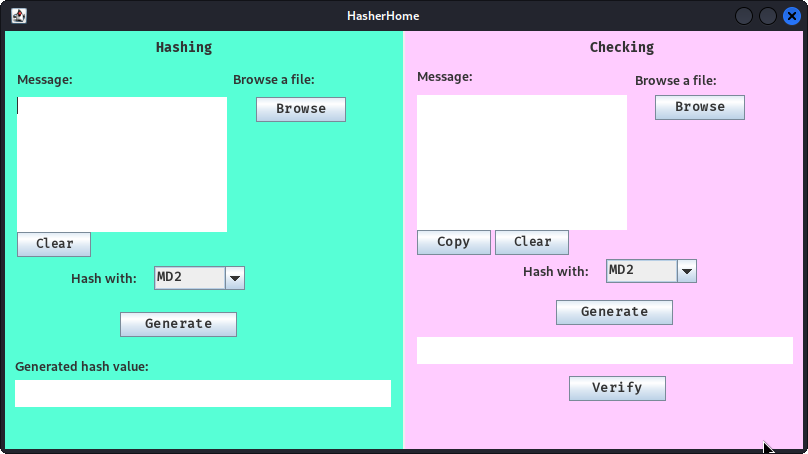 HasherHome
Hashing
Message:
Browse a file:
Browse
Clear
Hash with:
MD2
Generate
Generated hash value:
Checking
Message:
Browse a file:
Browse
Copy
Clear
Hash with:
MD2
Generate
Verify